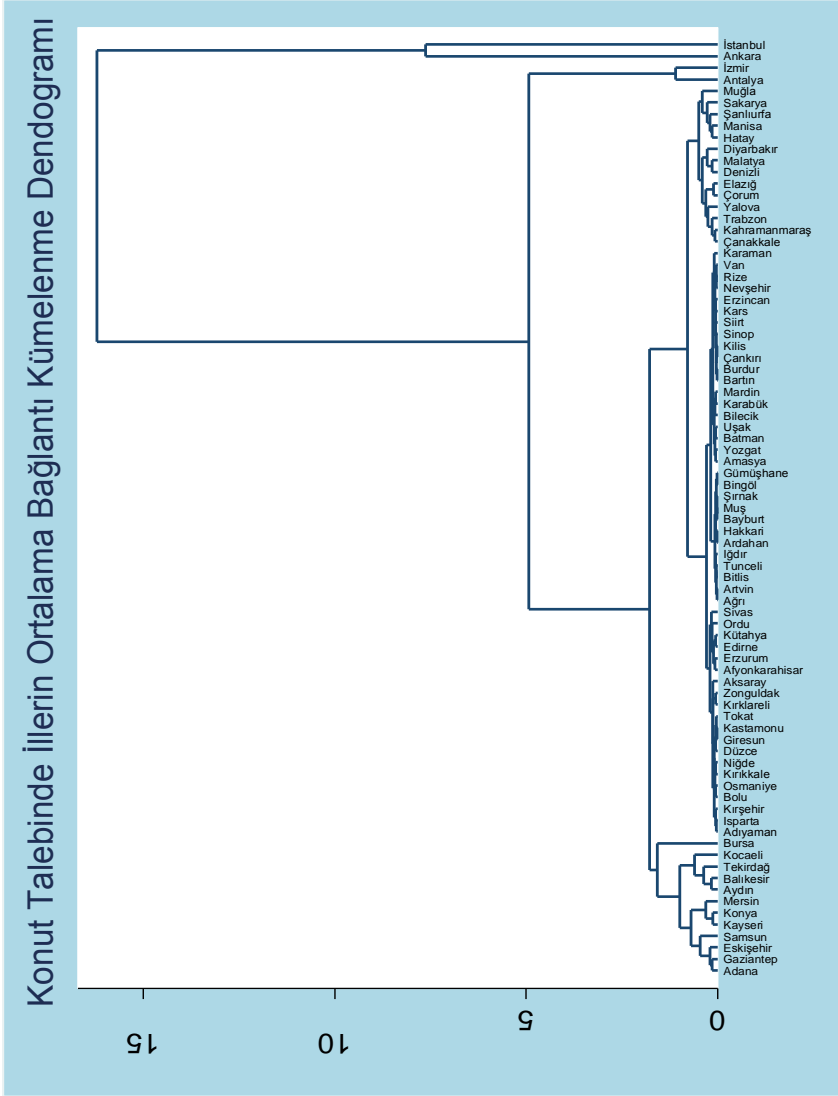 Konut Talebinde İllerin Ortalama Bağlantı Kümelenme Dendogramı
İstanbul
Ankara
İzmir
Antalya
Muğla
Sakarya
Şanlıurfa
Manisa
Hatay
Diyarbakır
Malatya
Denizli
Elazığ
Çorum
Yalova
Trabzon
Kahramanmaraş
Çanakkale
Karaman
Van
Rize
Nevşehir
Erzincan
Kars
Siirt
Sinop
Kilis
Çankırı
Burdur
Bartın
Mardin
Karabük
Bilecik
Uşak
Batman
Yozgat
Amasya
Gümüşhane
Bingöl
Şırnak
Muş
Bayburt
Hakkari
Ardahan
Iğdır
Tunceli
Bitlis
Artvin
Ağrı
Sivas
Ordu
Kütahya
Edirne
Erzurum
Afyonkarahisar
Aksaray
Zonguldak
Kırklareli
Tokat
Kastamonu
Giresun
Düzce
Niğde
Kırıkkale
Osmaniye
Bolu
Kırşehir
Isparta
Adıyaman
Bursa
Kocaeli
Tekirdağ
Balıkesir
Aydın
Mersin
Konya
Kayseri
Samsun
Eskişehir
Gaziantep
Adana
15
10
5
0